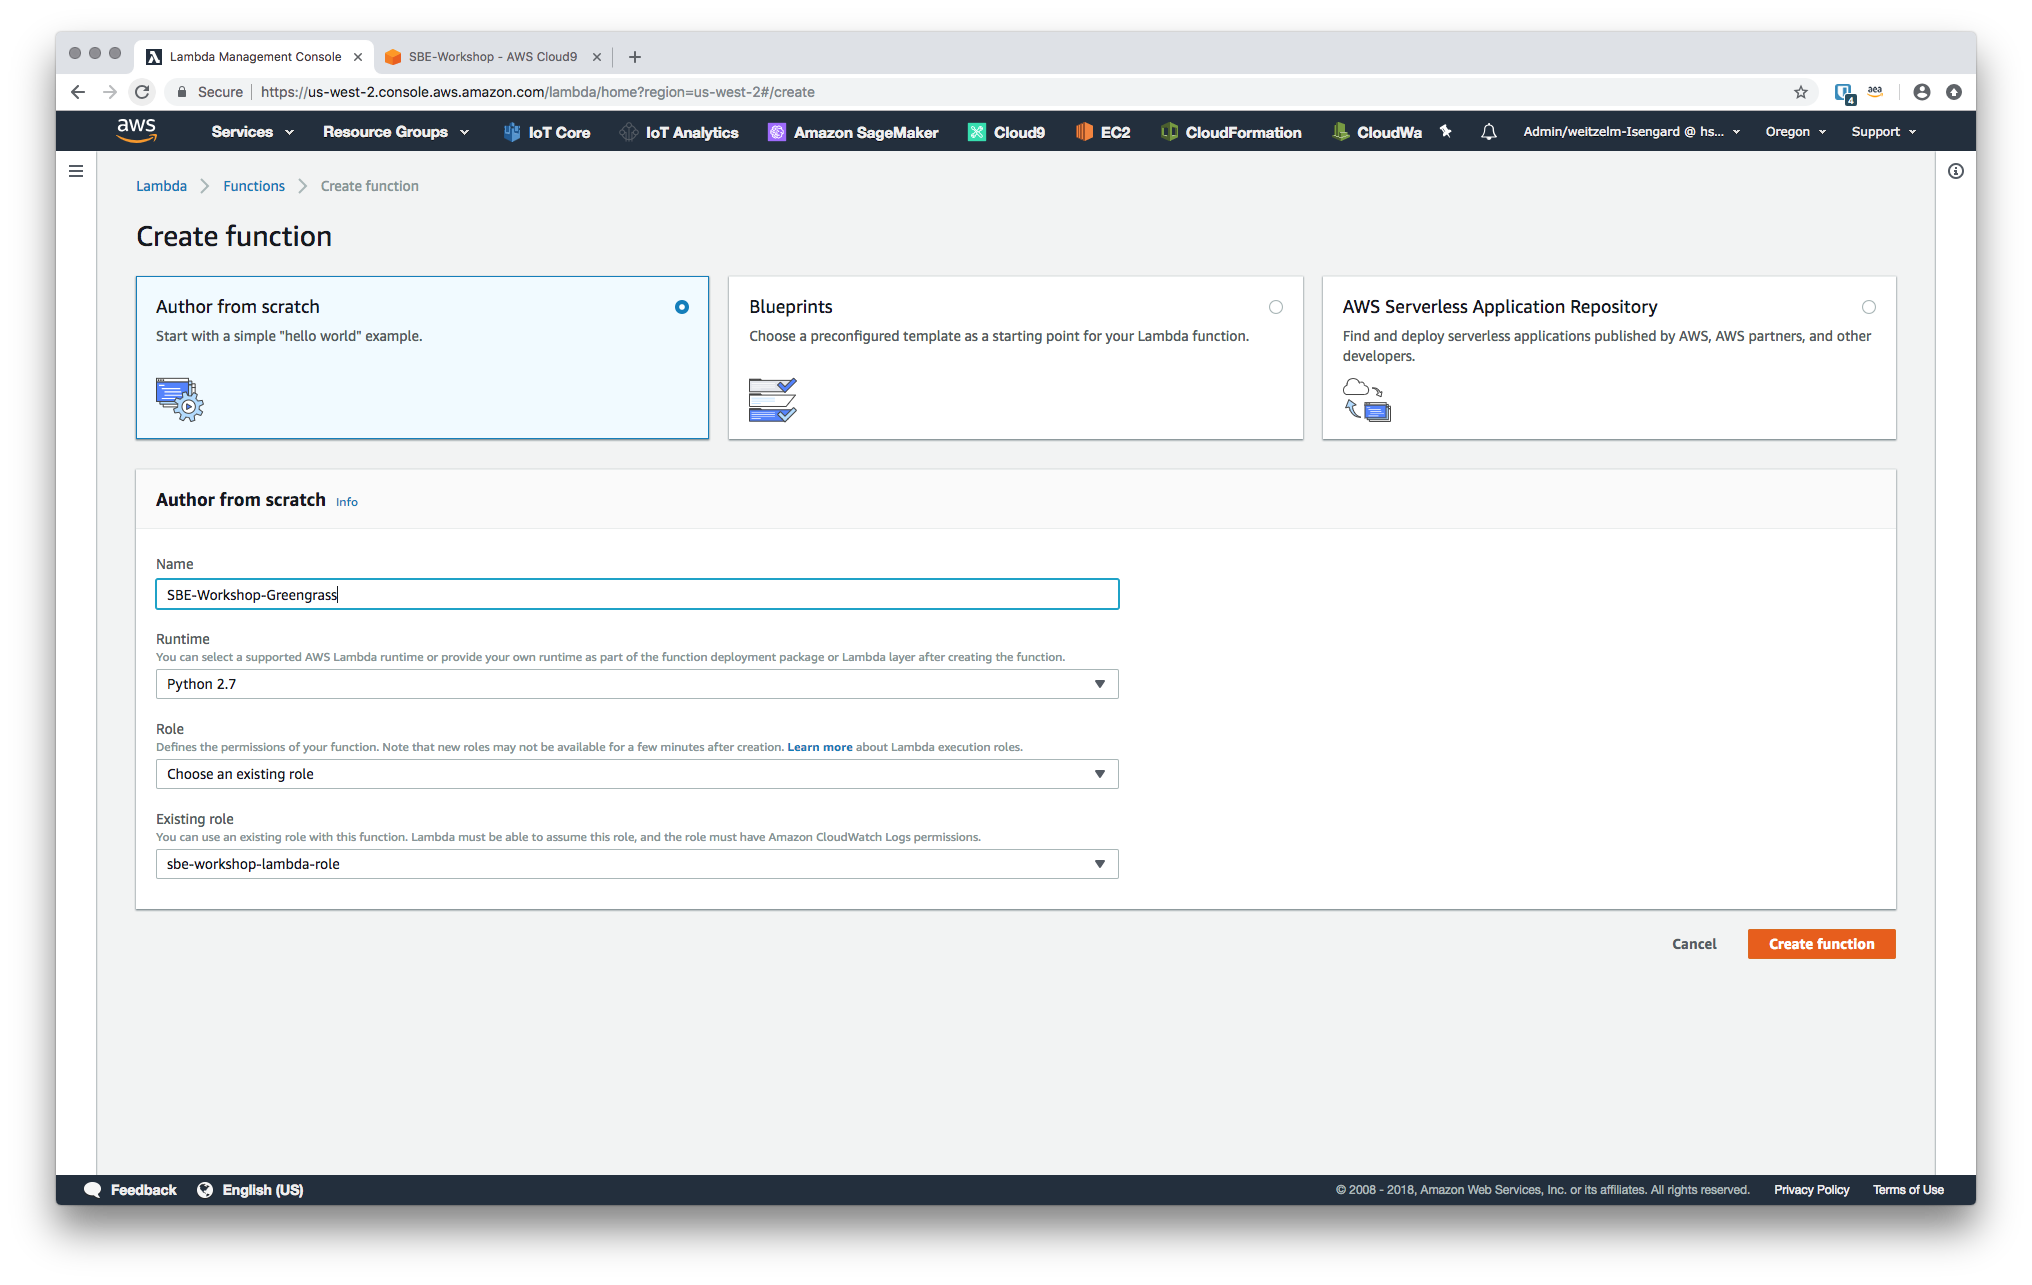 Lambda Management Console
SBE-Workshop - AWS Cloud9
Secure https://us-west-2.console.aws.amazon.com/lambda/home?region=us-west-2#/create
4
aea
aws Services Resource Groups IoT Core IoT Analytics Amazon SageMaker Cloud9 EC2 CloudFormation CloudWa Admin/weitzelm-Isengard @ hs... Oregon Support
Lambda Functions Create function
Create function
Author from scratch
Start with a simple "hello world" example.
Blueprints
Choose a preconfigured template as a starting point for your Lambda function.
AWS Serverless Application Repository
Find and deploy serverless applications published by AWS, AWS partners, and other
developers.
Author from scratch Info
Name
SBE-Workshop-Greengrass
Runtime
You can select a supported AWS Lambda runtime or provide your own runtime as part of the function deployment package or Lambda layer after creating the function.
Python 2.7
Role
Defines the permissions of your function. Note that new roles may not be available for a few minutes after creation. Learn more about Lambda execution roles.
Choose an existing role
Existing role
You can use an existing role with this function. Lambda must be able to assume this role, and the role must have Amazon CloudWatch Logs permissions.
sbe-workshop-lambda-role
Cancel Create function
Feedback English (US) © 2008 - 2018, Amazon Web Services, Inc. or its affiliates. All rights reserved. Privacy Policy Terms of Use